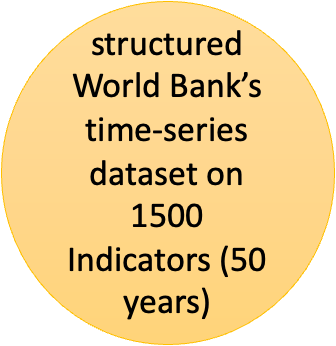 structured
World Bank’s
time-series
dataset on
1500
Indicators (50
years)